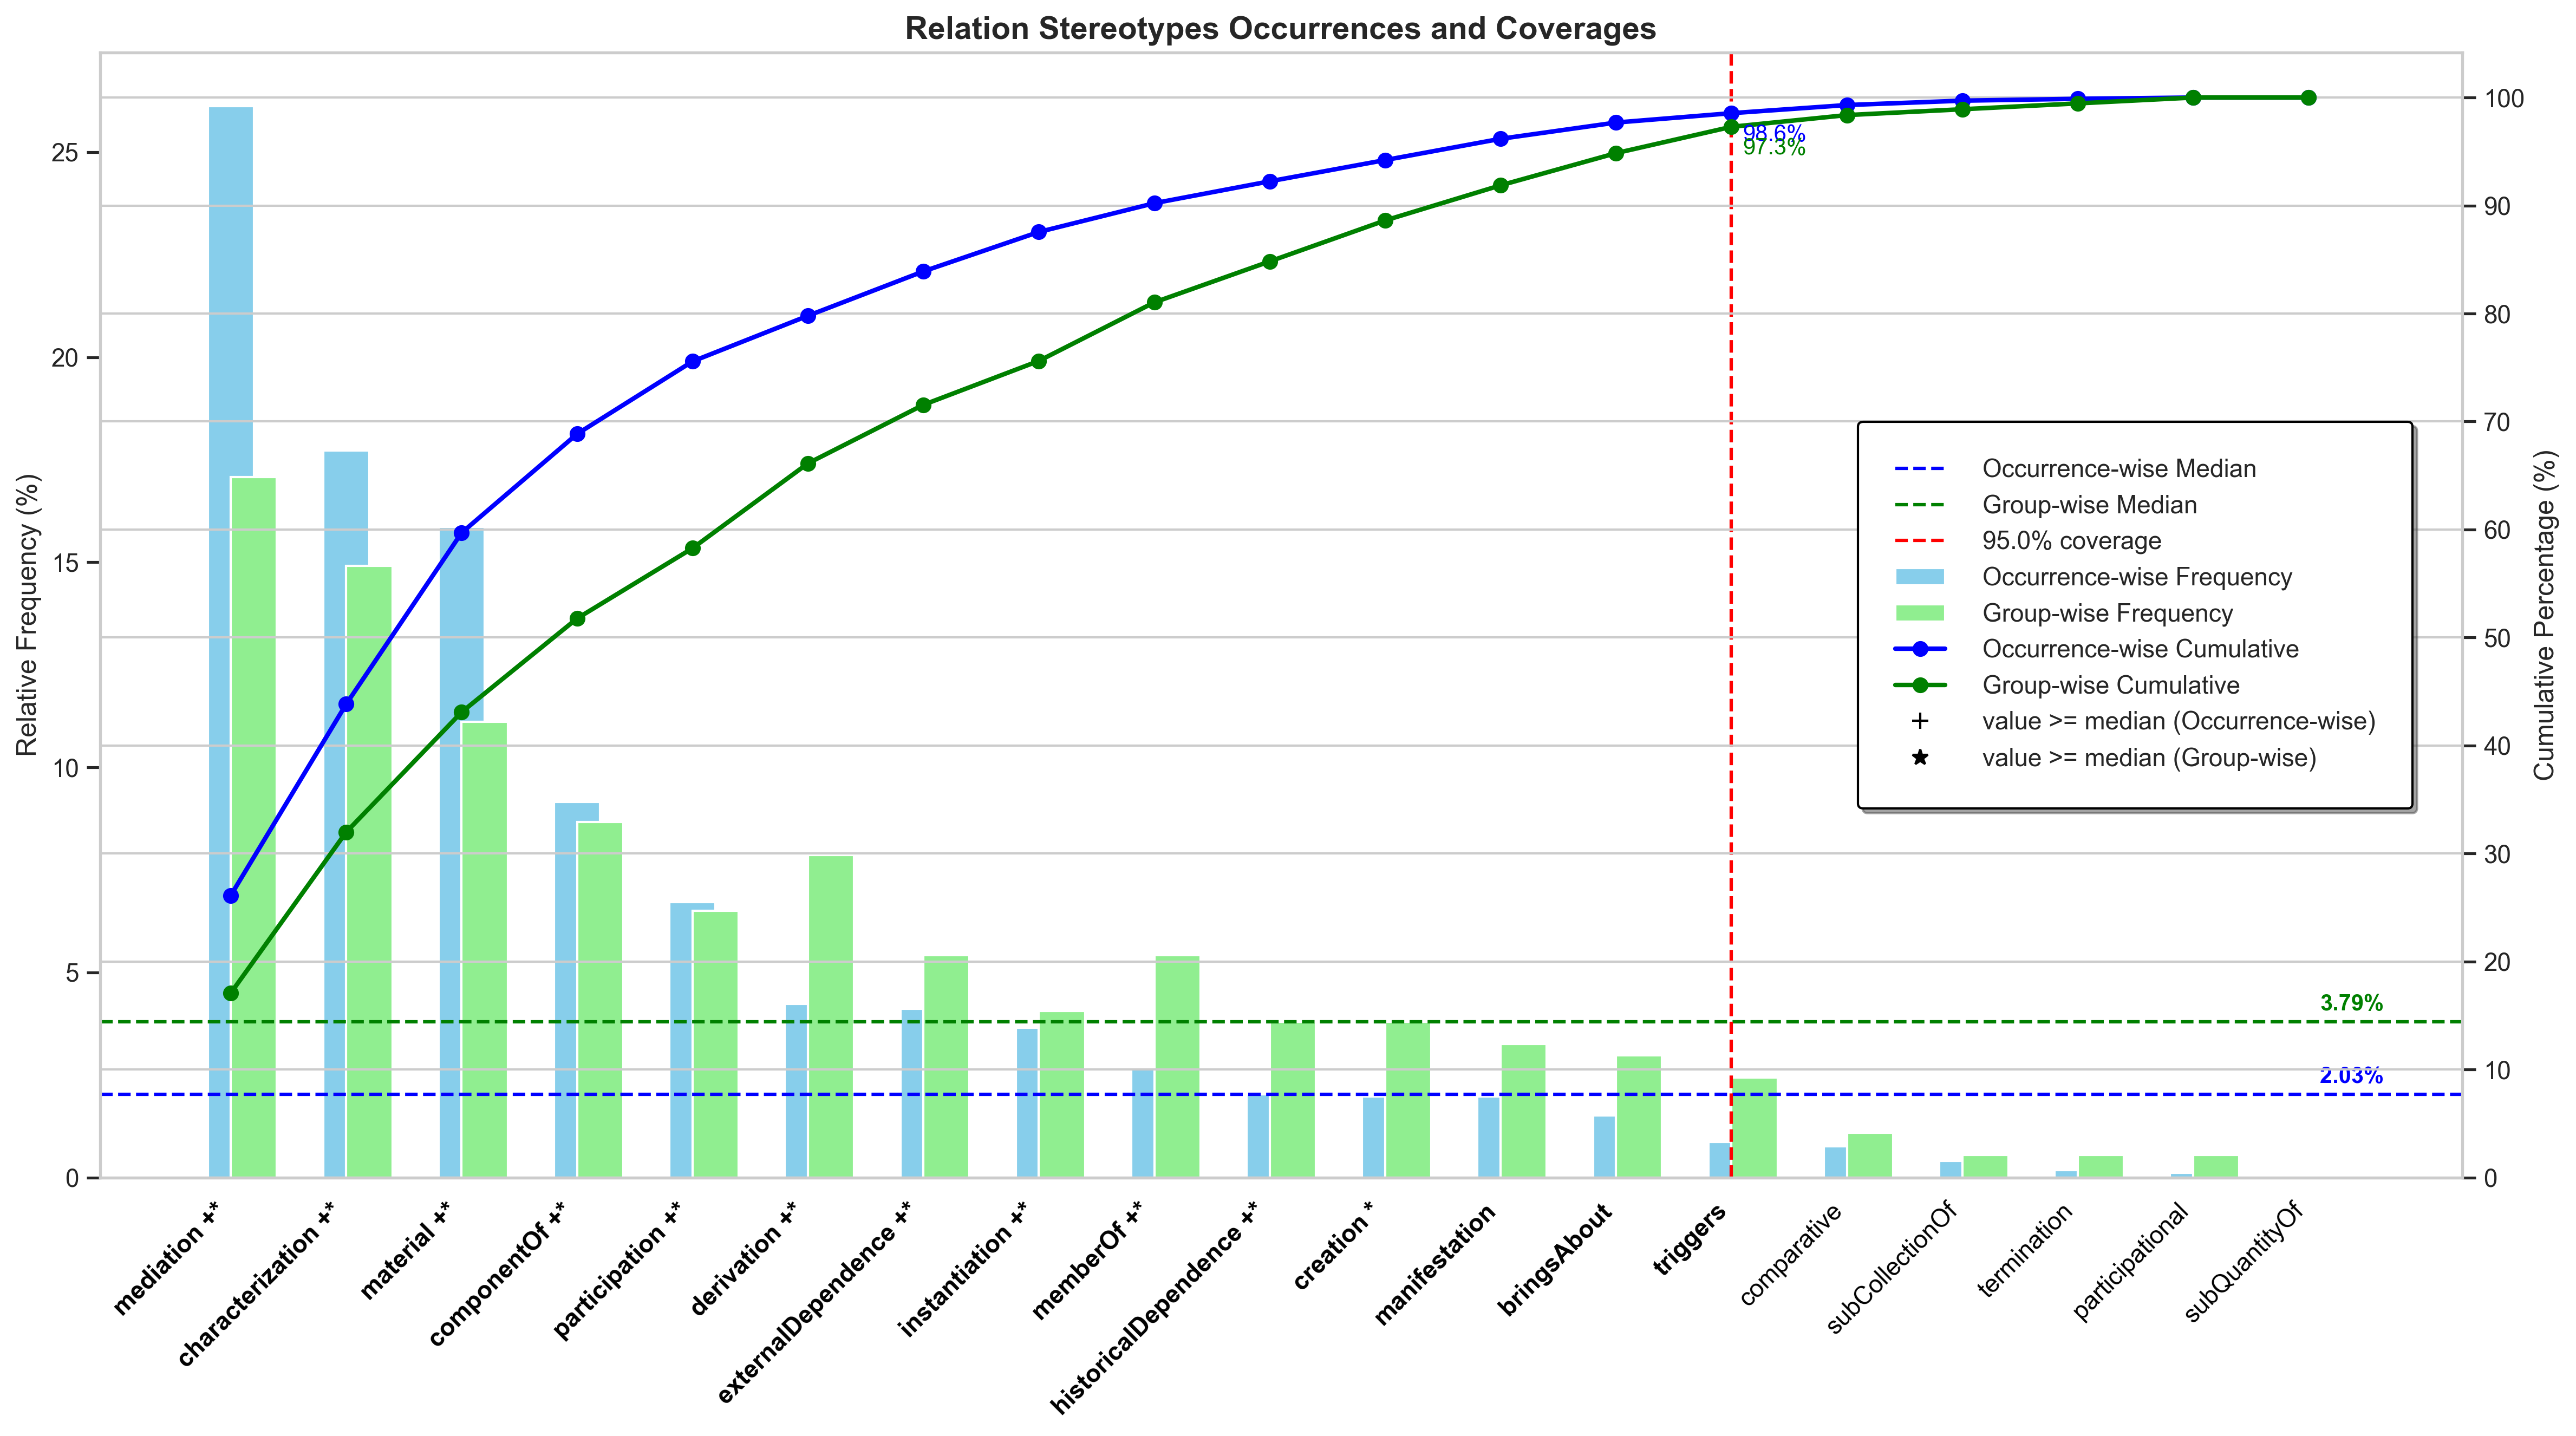 Relation Stereotypes Occurrences and Coverages
Relative Frequency (%)
25
20
15
10
5
0
100
90
80
70
60
50
40
30
20
10
0
Cumulative Percentage (%)
98.6%
97.3%
Occurrence-wise Median
Group-wise Median
95.0% coverage
Occurrence-wise Frequency
Group-wise Frequency
Occurrence-wise Cumulative
Group-wise Cumulative
value >= median (Occurrence-wise)
value >= median (Group-wise)
3.79%
2.03%
mediation +*
characterization +*
material +*
componentOf +*
participation +*
derivation +*
externalDependence +*
instantiation +*
memberOf +*
historicalDependence +*
creation *
manifestation
bringsAbout
triggers
comparative
subCollectionOf
termination
participational
subQuantityOf